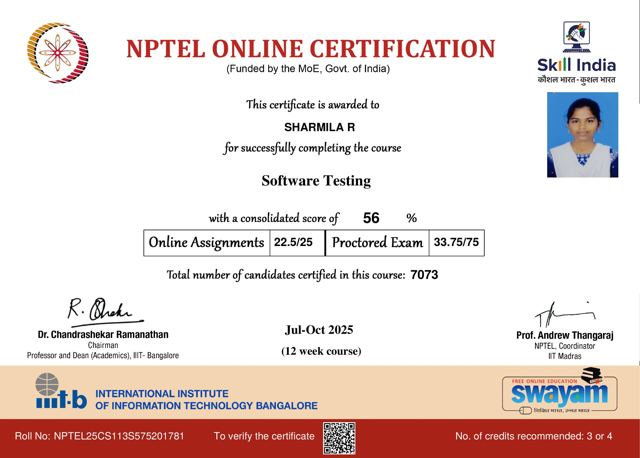 NPTEL ONLINE CERTIFICATION
(Funded by the MoE, Govt. of India)
Skill India
कौशल भारत - कुशल भारत
This certificate is awarded to
SHARMILA R
for successfully completing the course
Software Testing
with a consolidated score of 56 %
Online Assignments 22.5/25 Proctored Exam 33.75/75
Total number of candidates certified in this course: 7073
Dr. Chandrashekar Ramanathan
Chairman
Professor and Dean (Academics), IIIT- Bangalore
Jul-Oct 2025
(12 week course)
Prof. Andrew Thangaraj
NPTEL, Coordinator
IIT Madras
iiit-b
INTERNATIONAL INSTITUTE
OF INFORMATION TECHNOLOGY BANGALORE
FREE ONLINE EDUCATION
swayam
शिक्षित भारत, उन्नत भारत
Roll No: NPTEL25CS113S575201781
To verify the certificate
No. of credits recommended: 3 or 4